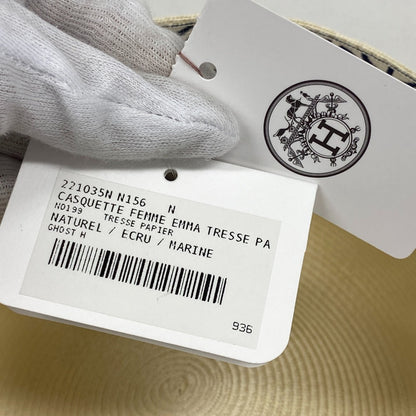 221035N N156 N
CASQUETTE FEMME EMMA TRESSE PA
N0199 TRESSE PAPIER
NATUREL / ECRU / MARINE
GHOST H
936
H